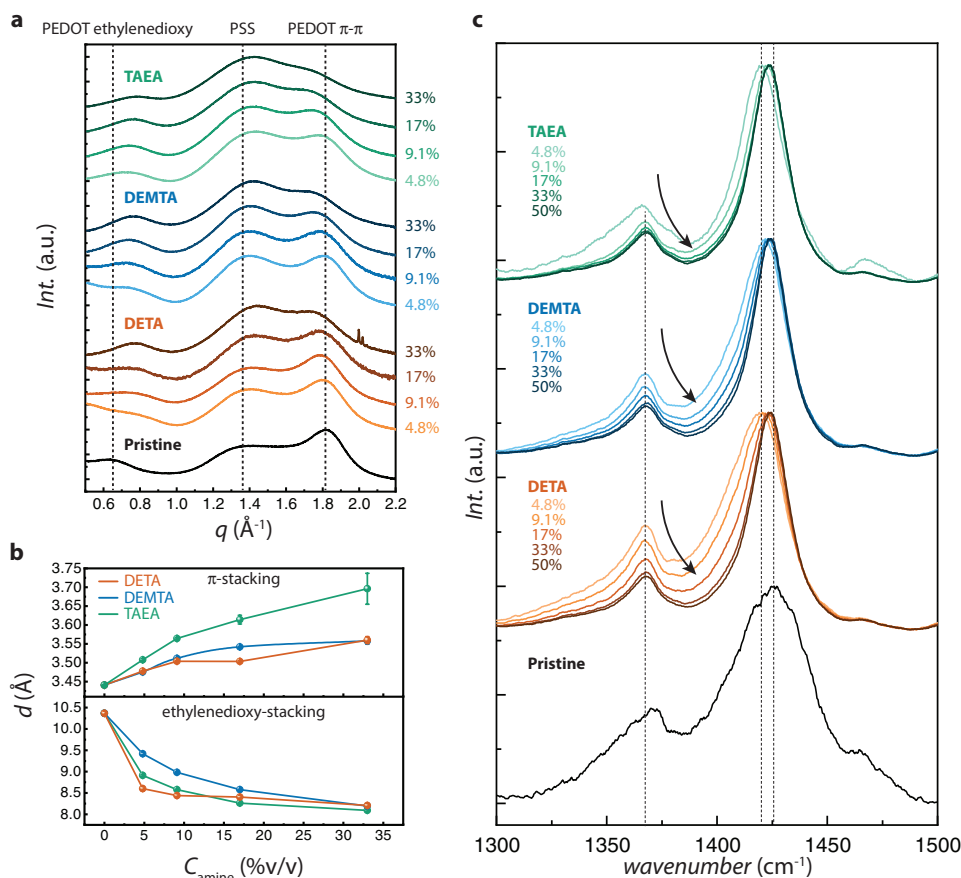 a
PEDOT ethylenedioxy PSS PEDOT π-π
TAEA
33%
17%
9.1%
4.8%
DEMTA
33%
17%
9.1%
4.8%
DETA
33%
17%
9.1%
4.8%
Pristine
Int. (a.u.)
0.6 0.8 1.0 1.2 1.4 1.6 1.8 2.0 2.2
q (Å-1)
b
3.75
3.70
3.65
3.60
3.55
3.50
3.45
π-stacking
DETA
DEMTA
TAEA
d (Å)
10.5
10.0
9.5
9.0
8.5
8.0
ethylenedioxy-stacking
0 5 10 15 20 25 30 35
Camine (%v/v)
c
TAEA
4.8%
9.1%
17%
33%
50%
DEMTA
4.8%
9.1%
17%
33%
50%
DETA
4.8%
9.1%
17%
33%
50%
Pristine
Int. (a.u.)
1300 1350 1400 1450 1500
wavenumber (cm-1)